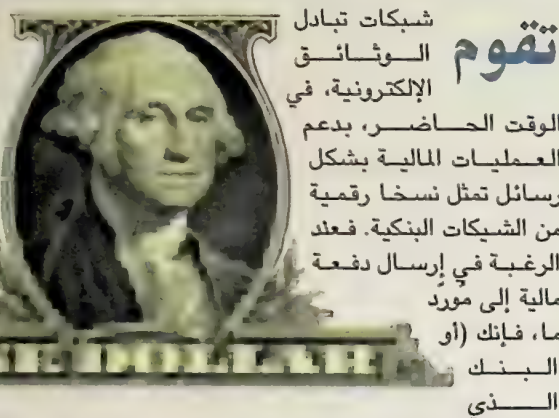 تقوم
شبكات تبادل
الوثائق
الإلكترونية، في
الوقت الحاضر، بدعم
العمليات المالية بشكل
رسائل تمثل نسخا رقمية
من الشيكات البنكية. فعند
الرغبة في إرسال دفعة
مالية إلى مُورِّد
ما، فإنك (أو
البنك
الذي